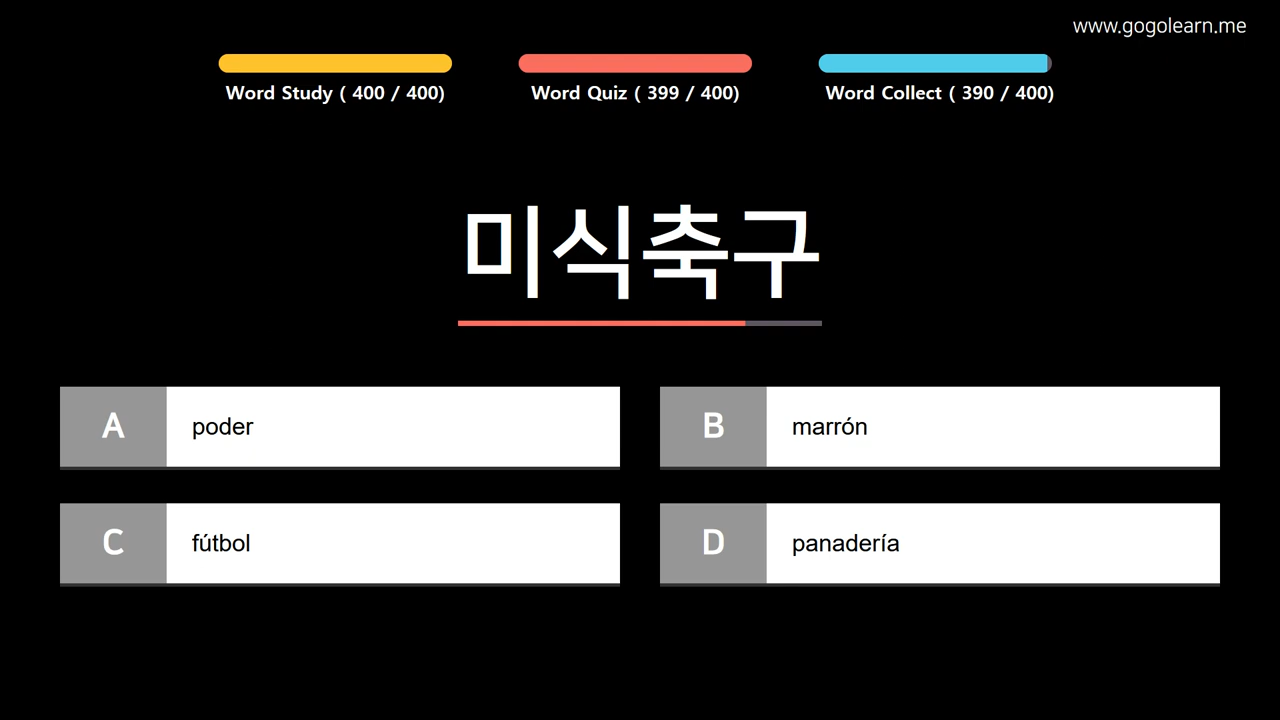 www.gogolearn.me
Word Study ( 400 / 400)
Word Quiz ( 399 / 400)
Word Collect ( 390 / 400)
미식축구
A poder
B marrón
C fútbol
D panadería